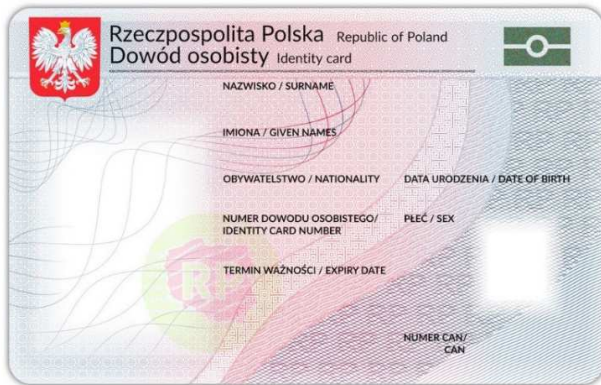 Rzeczpospolita Polska Republic of Poland
Dowód osobisty Identity card
NAZWISKO / SURNAME
IMIONA / GIVEN NAMES
OBYWATELSTWO / NATIONALITY DATA URODZENIA / DATE OF BIRTH
NUMER DOWODU OSOBISTEGO/ PŁEĆ / SEX
IDENTITY CARD NUMBER
TERMIN WAŻNOŚCI / EXPIRY DATE
NUMER CAN/
CAN